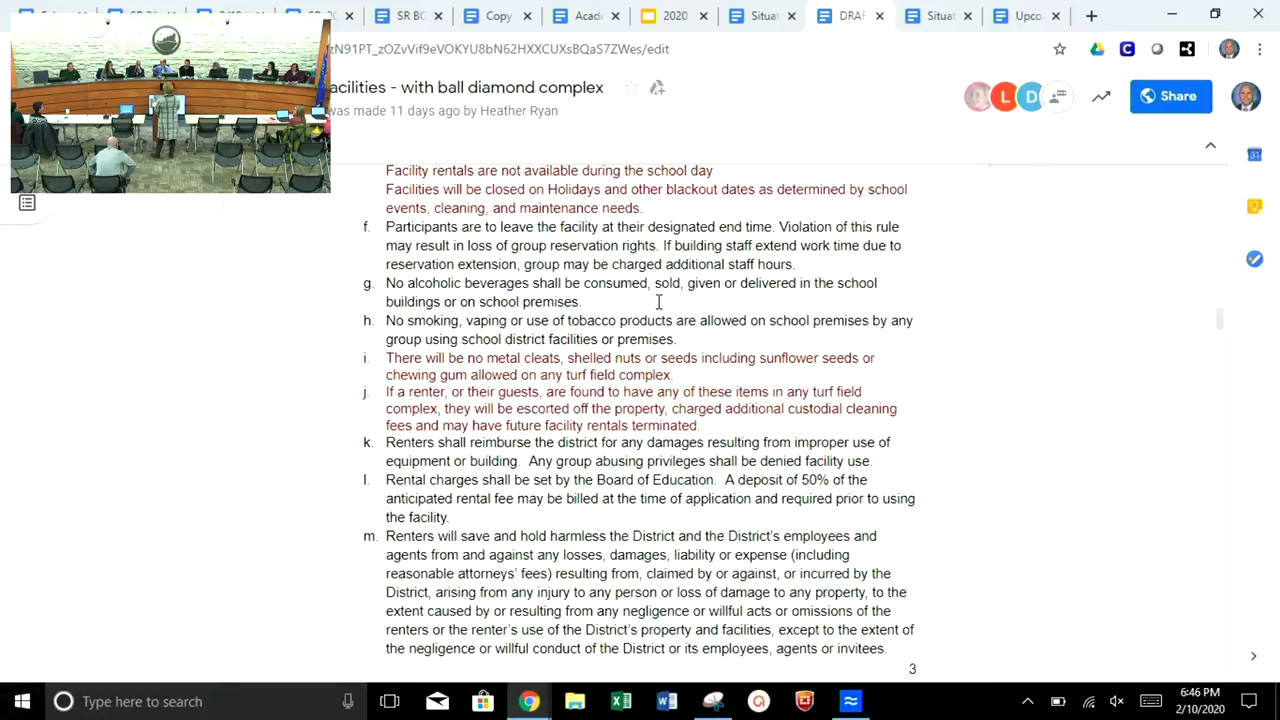 SR BC
Copy
Acade
2020
Situat
DRAF
Situat
Upco
zN91PT_zOZvVif9eVOKYU8bN62HXXCUXsBQaS7ZWes/edit
acilities - with ball diamond complex
was made 11 days ago by Heather Ryan
L
D
Share
31
Facility rentals are not available during the school day
Facilities will be closed on Holidays and other blackout dates as determined by school
events, cleaning, and maintenance needs.
f. Participants are to leave the facility at their designated end time. Violation of this rule
may result in loss of group reservation rights. If building staff extend work time due to
reservation extension, group may be charged additional staff hours.
g. No alcoholic beverages shall be consumed, sold, given or delivered in the school
buildings or on school premises.
h. No smoking, vaping or use of tobacco products are allowed on school premises by any
group using school district facilities or premises.
i. There will be no metal cleats, shelled nuts or seeds including sunflower seeds or
chewing gum allowed on any turf field complex.
j. If a renter, or their guests, are found to have any of these items in any turf field
complex, they will be escorted off the property, charged additional custodial cleaning
fees and may have future facility rentals terminated.
k. Renters shall reimburse the district for any damages resulting from improper use of
equipment or building. Any group abusing privileges shall be denied facility use.
l. Rental charges shall be set by the Board of Education. A deposit of 50% of the
anticipated rental fee may be billed at the time of application and required prior to using
the facility.
m. Renters will save and hold harmless the District and the District's employees and
agents from and against any losses, damages, liability or expense (including
reasonable attorneys' fees) resulting from, claimed by or against, or incurred by the
District, arising from any injury to any person or loss of damage to any property, to the
extent caused by or resulting from any negligence or willful acts or omissions of the
renters or the renter's use of the District's property and facilities, except to the extent of
the negligence or willful conduct of the District or its employees, agents or invitees.
3
Type here to search
6:46 PM
2/10/2020